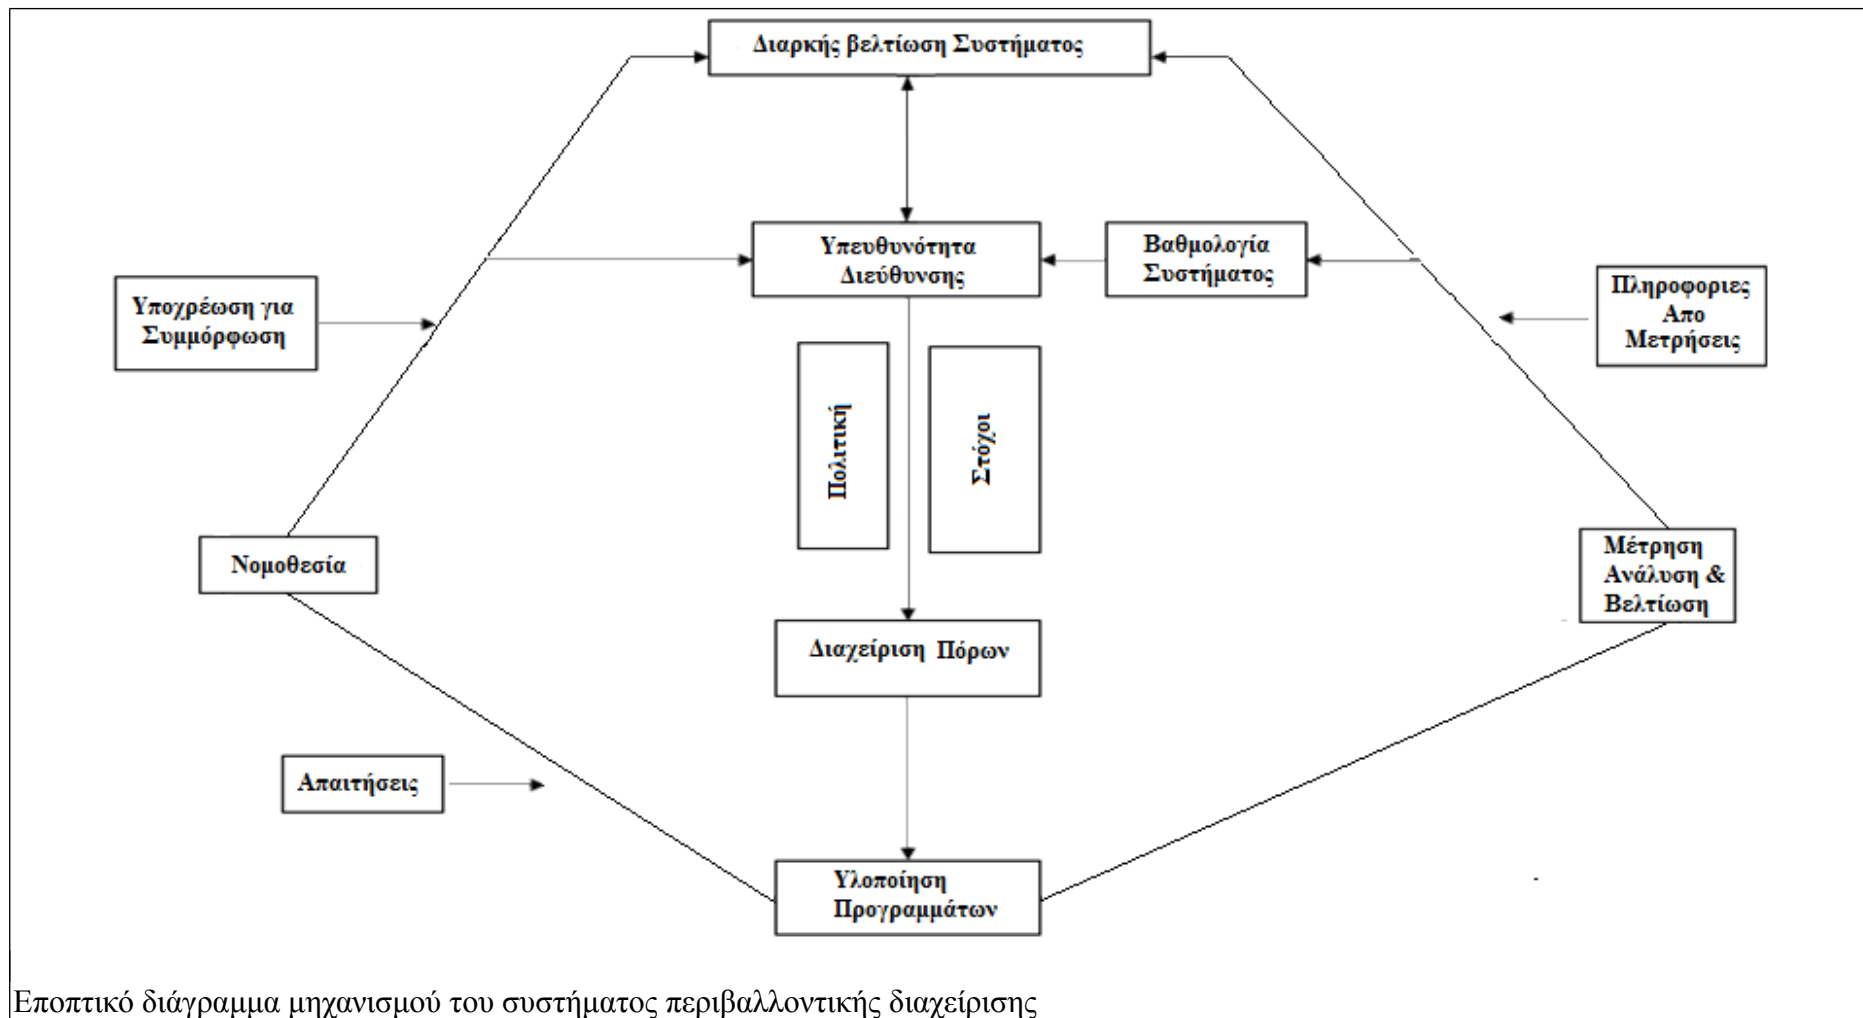 Διαρκής βελτίωση Συστήματος
Υπευθυνότητα
Διεύθυνσης
Βαθμολογία
Συστήματος
Υποχρέωση για
Συμμόρφωση
Πληροφοριες
Απο
Μετρήσεις
Πολιτική
Στόχοι
Νομοθεσία
Μέτρηση
Ανάλυση &
Βελτίωση
Διαχείριση Πόρων
Απαιτήσεις
Υλοποίηση
Προγραμμάτων
Εποπτικό διάγραμμα μηχανισμού του συστήματος περιβαλλοντικής διαχείρισης